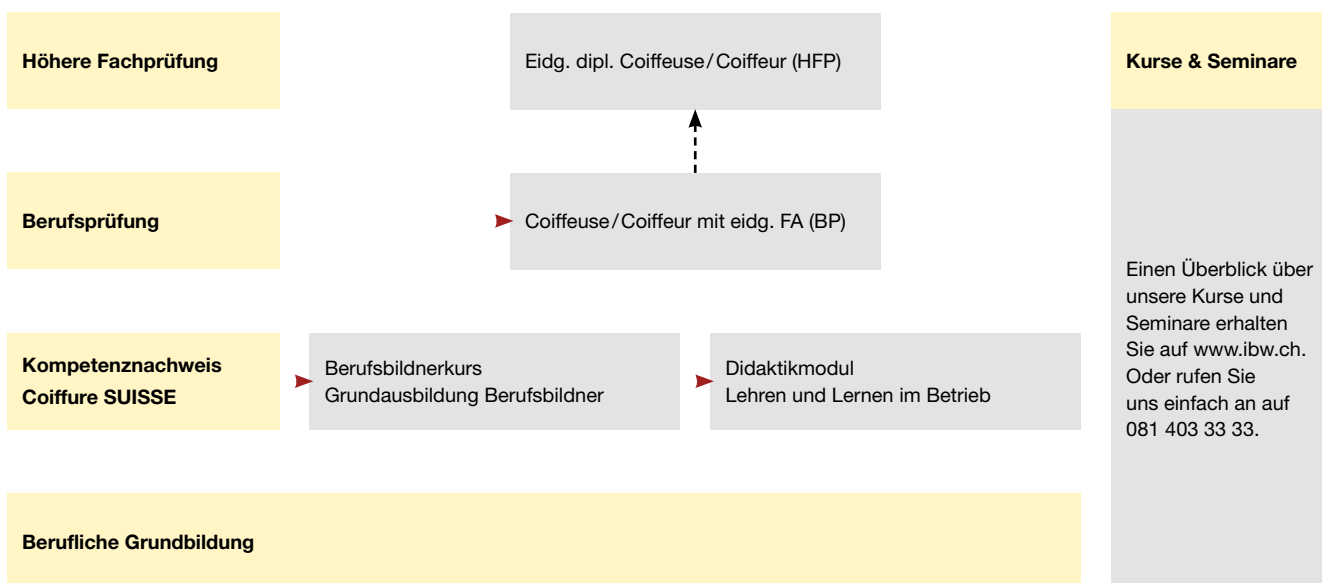 Höhere Fachprüfung
Eidg. dipl. Coiffeuse/Coiffeur (HFP)
Kurse & Seminare
Berufsprüfung
Coiffeuse/Coiffeur mit eidg. FA (BP)
Kompetenznachweis
Coiffure SUISSE
Berufsbildnerkurs
Grundausbildung Berufsbildner
Didaktikmodul
Lehren und Lernen im Betrieb
Einen Überblick über
unsere Kurse und
Seminare erhalten
Sie auf www.ibw.ch.
Oder rufen Sie
uns einfach an auf
081 403 33 33.
Berufliche Grundbildung